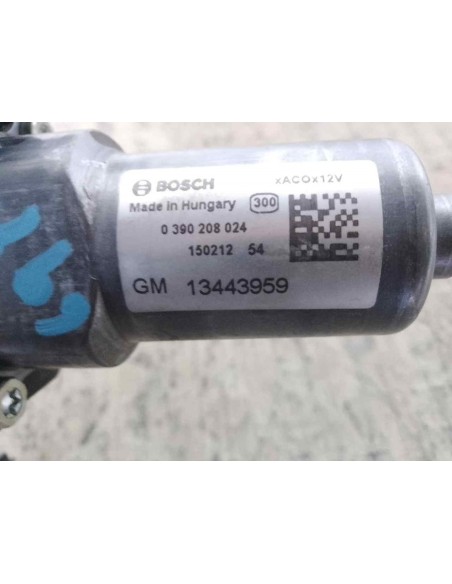 BOSCH xACOx12V
Made in Hungary 300
0 390 208 024
150212 54
GM 13443959